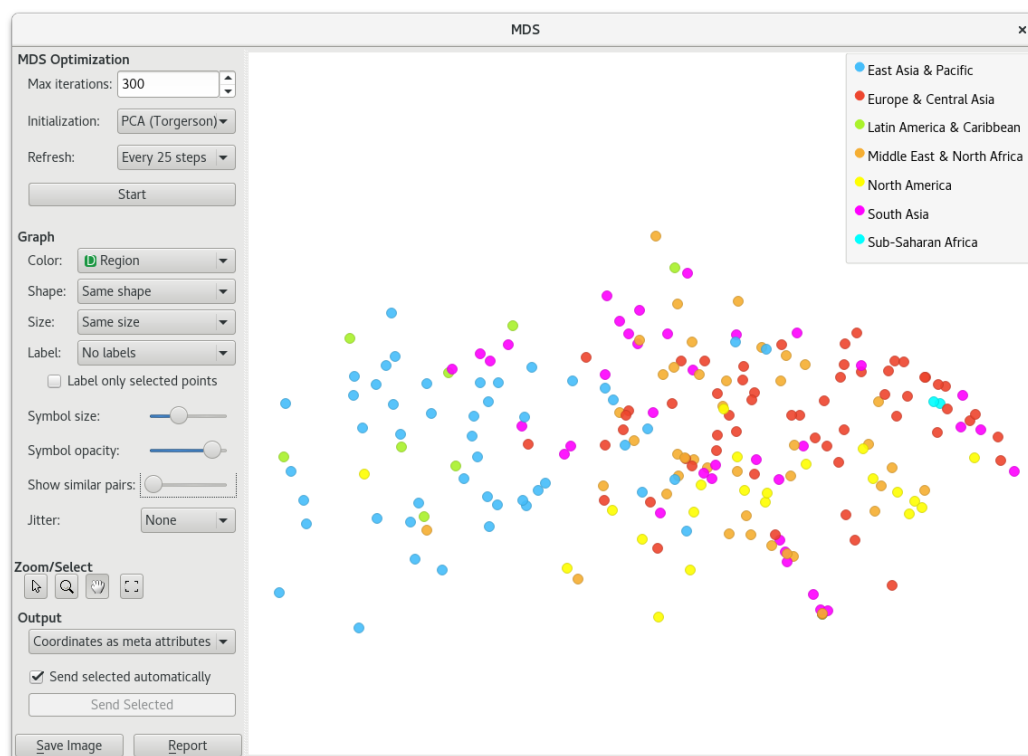 MDS
MDS Optimization
Max iterations: 300
Initialization: PCA (Torgerson)
Refresh: Every 25 steps
Start
Graph
Color: D Region
Shape: Same shape
Size: Same size
Label: No labels
Label only selected points
Symbol size:
Symbol opacity:
Show similar pairs:
Jitter: None
Zoom/Select
Output
Coordinates as meta attributes
Send selected automatically
Send Selected
Save Image Report
East Asia & Pacific
Europe & Central Asia
Latin America & Caribbean
Middle East & North Africa
North America
South Asia
Sub-Saharan Africa